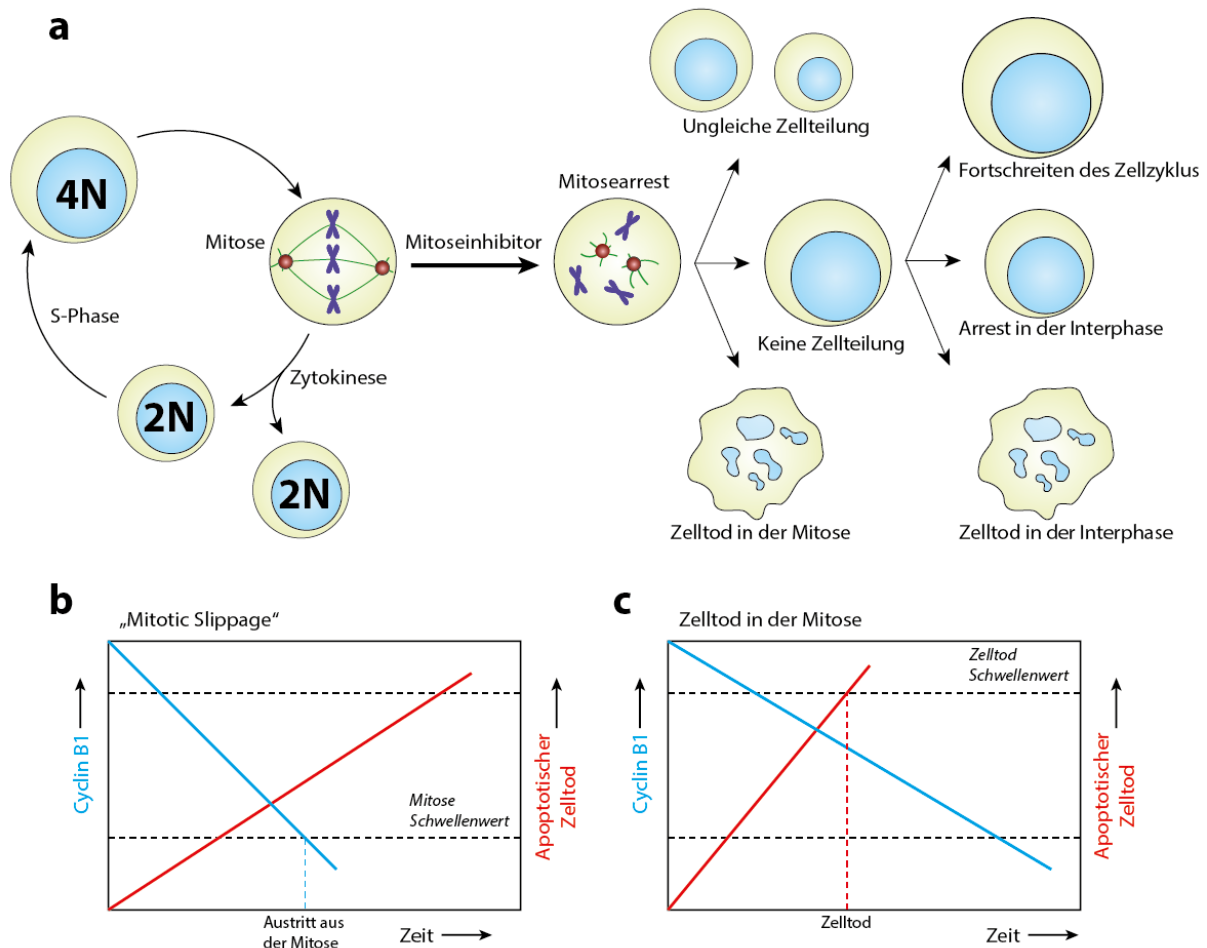 a
4N
S-Phase
2N
2N
Zytokinese
Mitose
Mitoseinhibitor
Mitosearrest
Ungleiche Zellteilung
Keine Zellteilung
Zelltod in der Mitose
Fortschreiten des Zellzyklus
Arrest in der Interphase
Zelltod in der Interphase
b
„Mitotic Slippage“
Cyclin B1
Mitose
Schwellenwert
Apoptotischer
Zelltod
Austritt aus
der Mitose
Zeit
c
Zelltod in der Mitose
Cyclin B1
Zelltod
Schwellenwert
Apoptotischer
Zelltod
Zelltod
Zeit